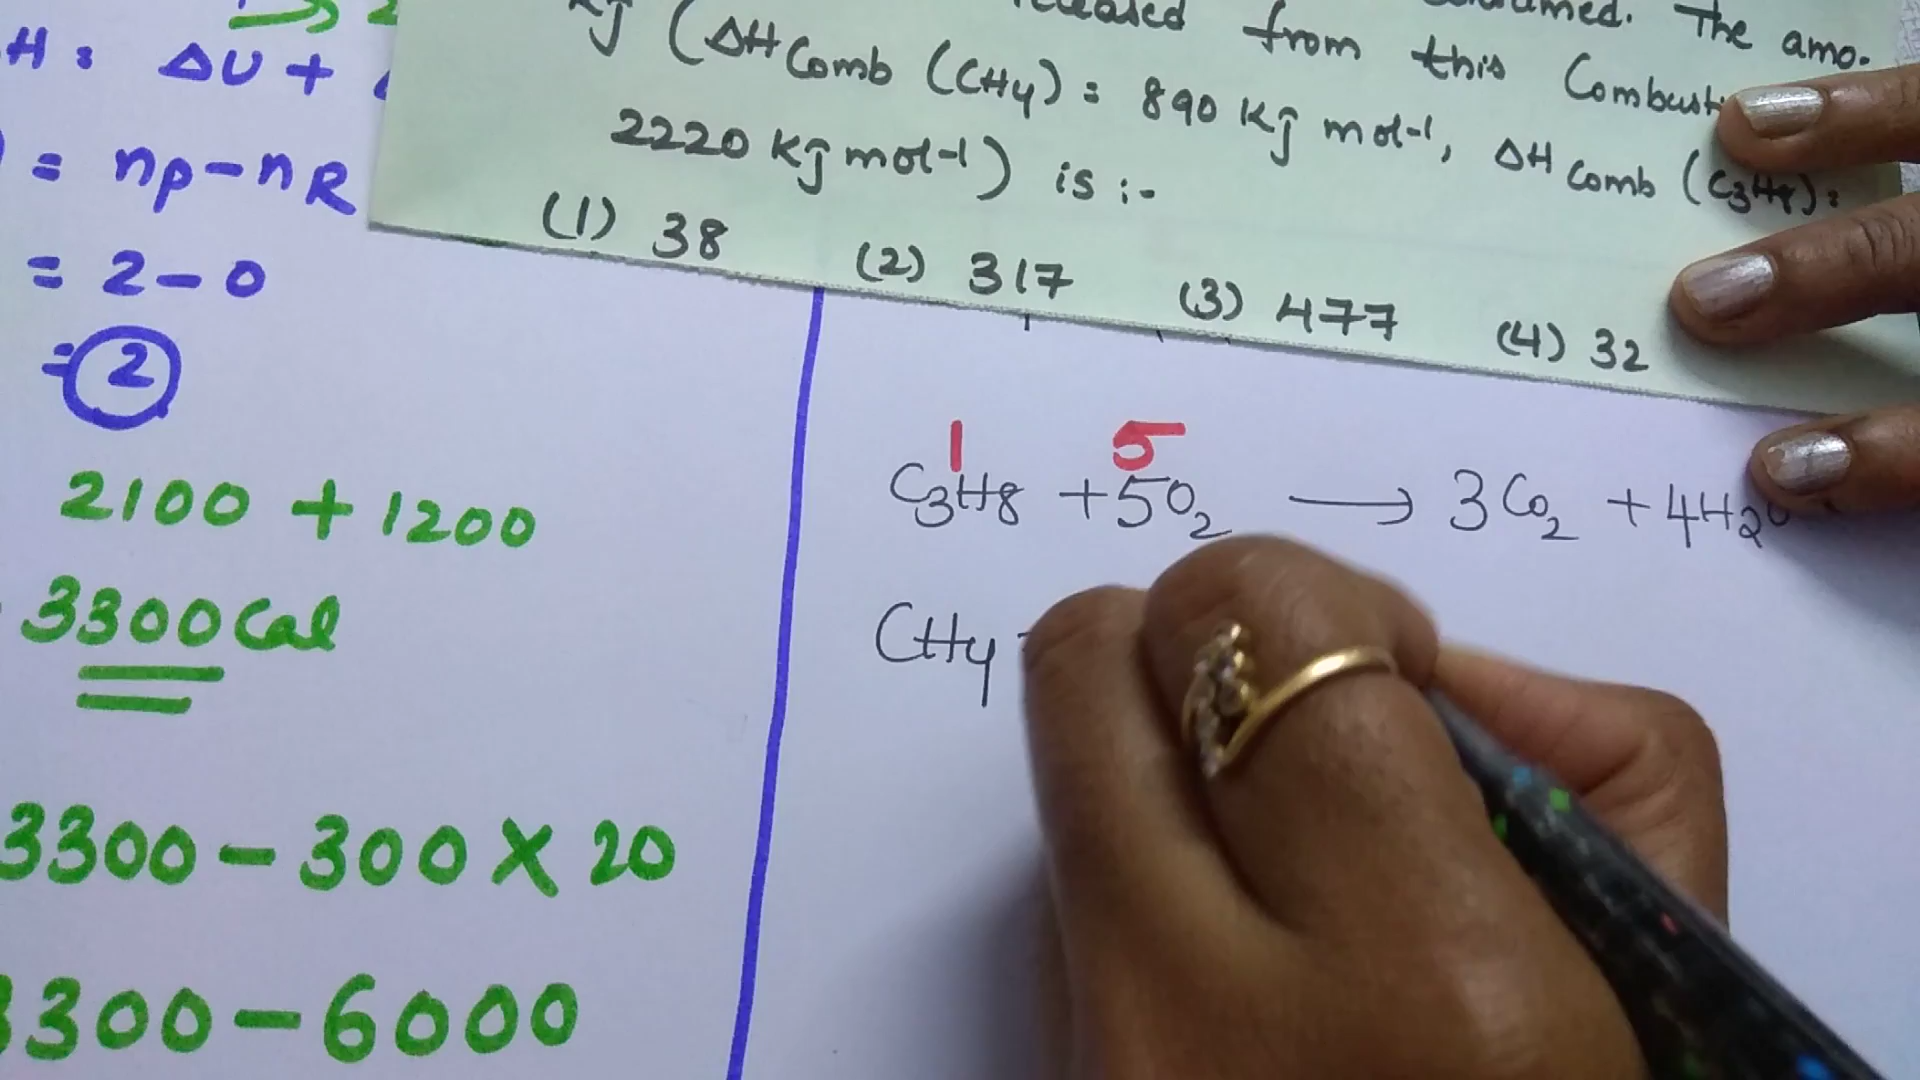 H : ΔU +
= np-nR
= 2-0
= 2
2100 + 1200
3300 Cal
3300 - 300 X 20
3300 - 6000
The amo.
released from this Combusti
Kj (ΔH Comb (CH4) = 890 Kj mol-1, ΔH Comb (C3H8) :
2220 Kj mol-1) is :-
(1) 38 (2) 317 (3) 477 (4) 32
1 5
C3H8 + 5O2 → 3CO2 + 4H2O
CH4